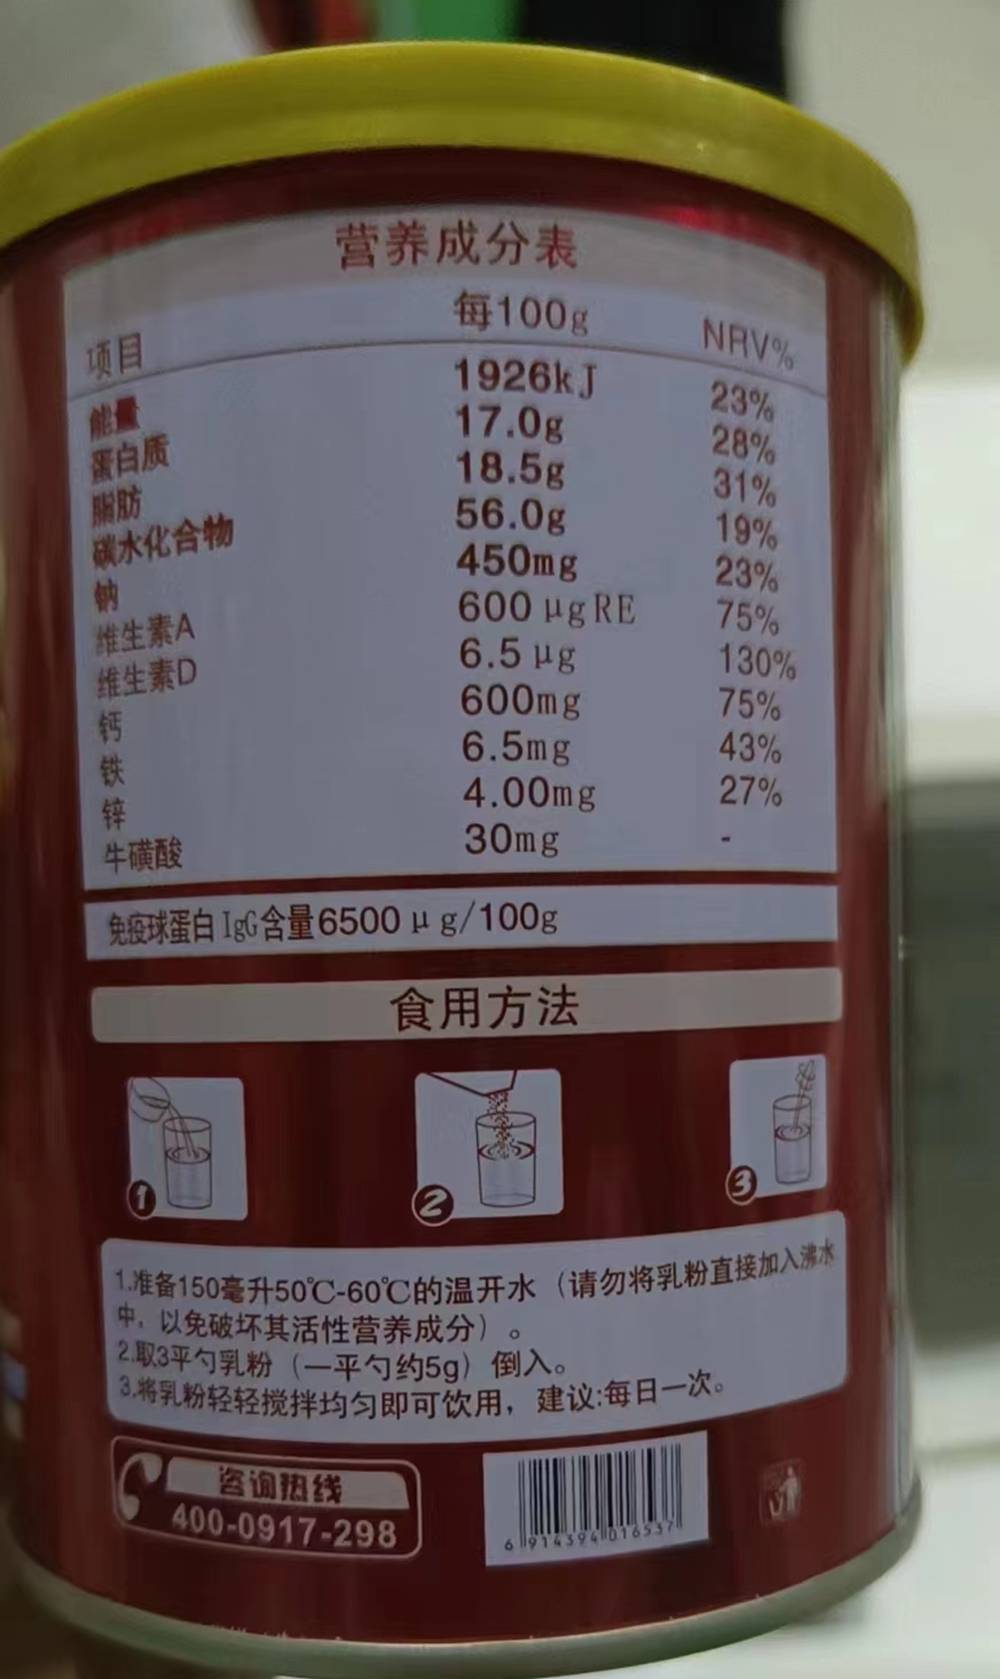 营养成分表
项目 每100g NRV%
能量 1926kJ 23%
蛋白质 17.0g 28%
脂肪 18.5g 31%
碳水化合物 56.0g 19%
钠 450mg 23%
维生素A 600μgRE 75%
维生素D 6.5μg 130%
钙 600mg 75%
铁 6.5mg 43%
锌 4.00mg 27%
牛磺酸 30mg -
免疫球蛋白IgG含量6500μg/100g
食用方法
1
2
3
1.准备150毫升50℃-60℃的温开水（请勿将乳粉直接加入沸水
中，以免破坏其活性营养成分）。
2.取3平勺乳粉（一平勺约5g）倒入。
3.将乳粉轻轻搅拌均匀即可饮用，建议:每日一次。
咨询热线
400-0917-298
6 914394 016537